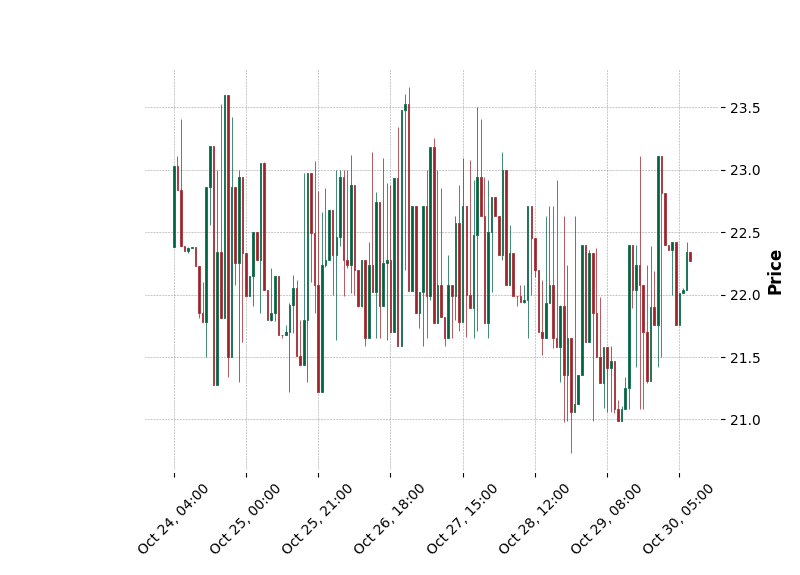 23.5
23.0
22.5
22.0
21.5
21.0
Price
Oct 24, 04:00
Oct 25, 00:00
Oct 25, 21:00
Oct 26, 18:00
Oct 27, 15:00
Oct 28, 12:00
Oct 29, 08:00
Oct 30, 05:00